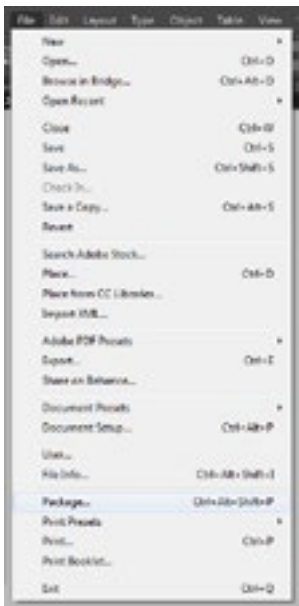 File Edit Layout Type Object Table View
New
Open... Ctrl+O
Browse in Bridge... Ctrl+Alt+O
Open Recent
Close Ctrl+W
Save Ctrl+S
Save As... Ctrl+Shift+S
Check In...
Save a Copy... Ctrl+Alt+S
Revert
Search Adobe Stock...
Place... Ctrl+D
Place from CC Libraries...
Import XML...
Adobe PDF Presets
Export... Ctrl+E
Share on Behance...
Document Presets
Document Setup... Ctrl+Alt+P
User...
File Info... Ctrl+Alt+Shift+I
Package... Ctrl+Alt+Shift+P
Print Presets
Print... Ctrl+P
Print Booklet...
Exit Ctrl+Q